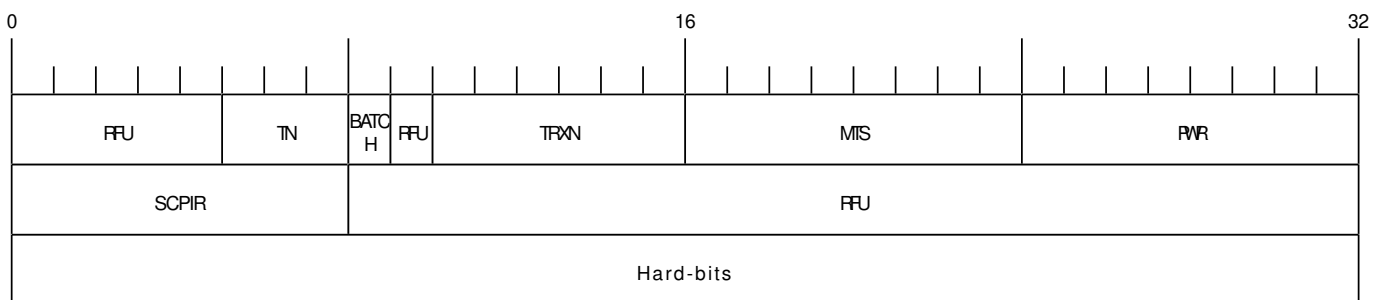 0 16 32
RFU TN BATC
H RFU TRXN MTS PWR
SCPIR RFU
Hard-bits